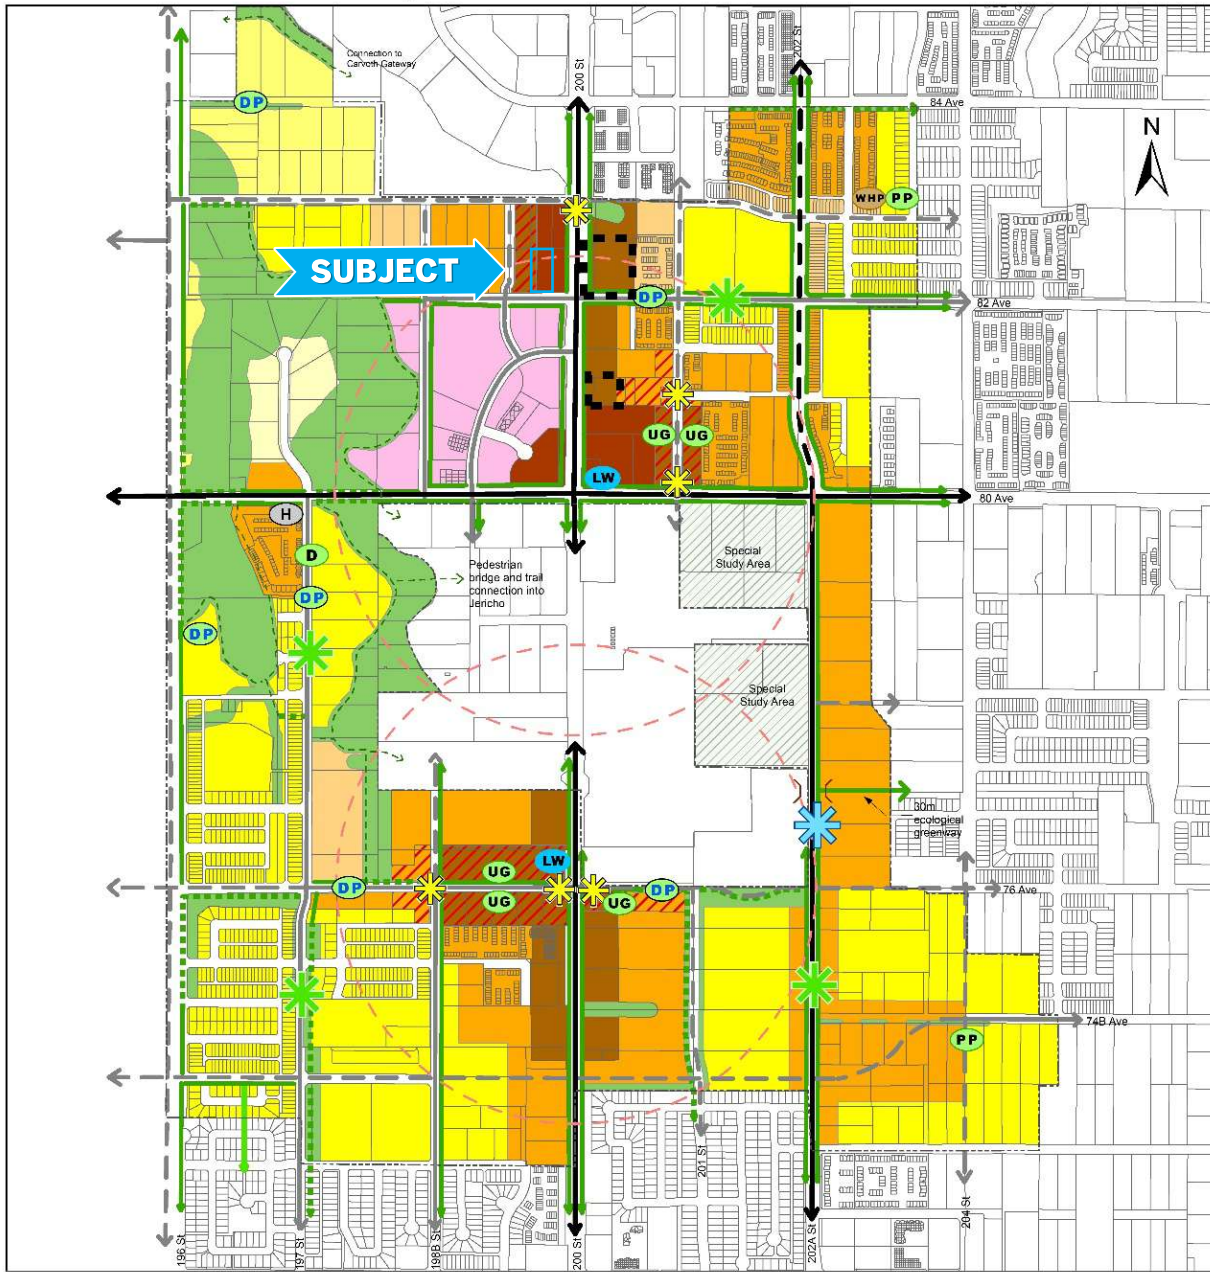 Connection to
Carvoth Gateway
200 St
202 St
DP
84 Ave
N
WHP
PP
SUBJECT
DP
82 Ave
UG
UG
LW
80 Ave
H
D
Special
Study Area
Pedestrian
bridge and trail
connection into
Jericho
DP
DP
Special
Study Area
30m
ecological
greenway
LW
UG
DP
DP
76 Ave
UG
UG
74B Ave
PP
201 St
196 St
197 St
198B St
200 St
202A St
204 St